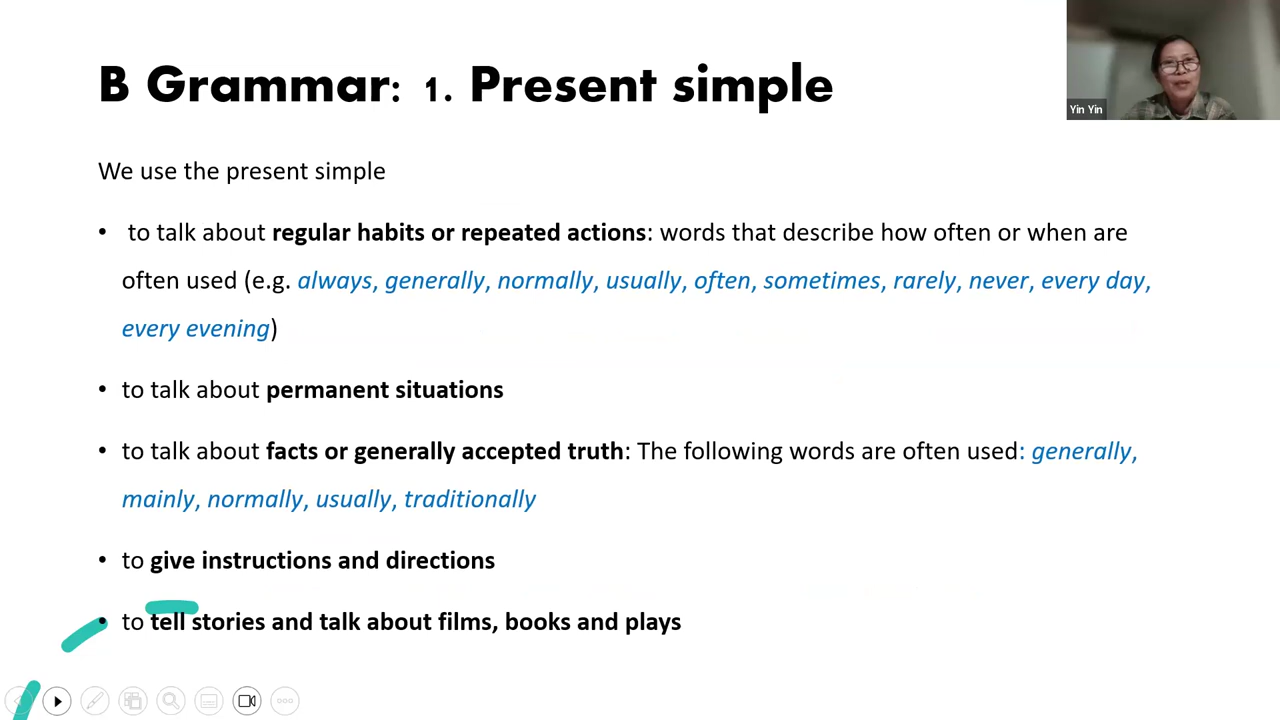 B Grammar: 1. Present simple
Yin Yin
We use the present simple
• to talk about regular habits or repeated actions: words that describe how often or when are
often used (e.g. always, generally, normally, usually, often, sometimes, rarely, never, every day,
every evening)
• to talk about permanent situations
• to talk about facts or generally accepted truth: The following words are often used: generally,
mainly, normally, usually, traditionally
• to give instructions and directions
• to tell stories and talk about films, books and plays